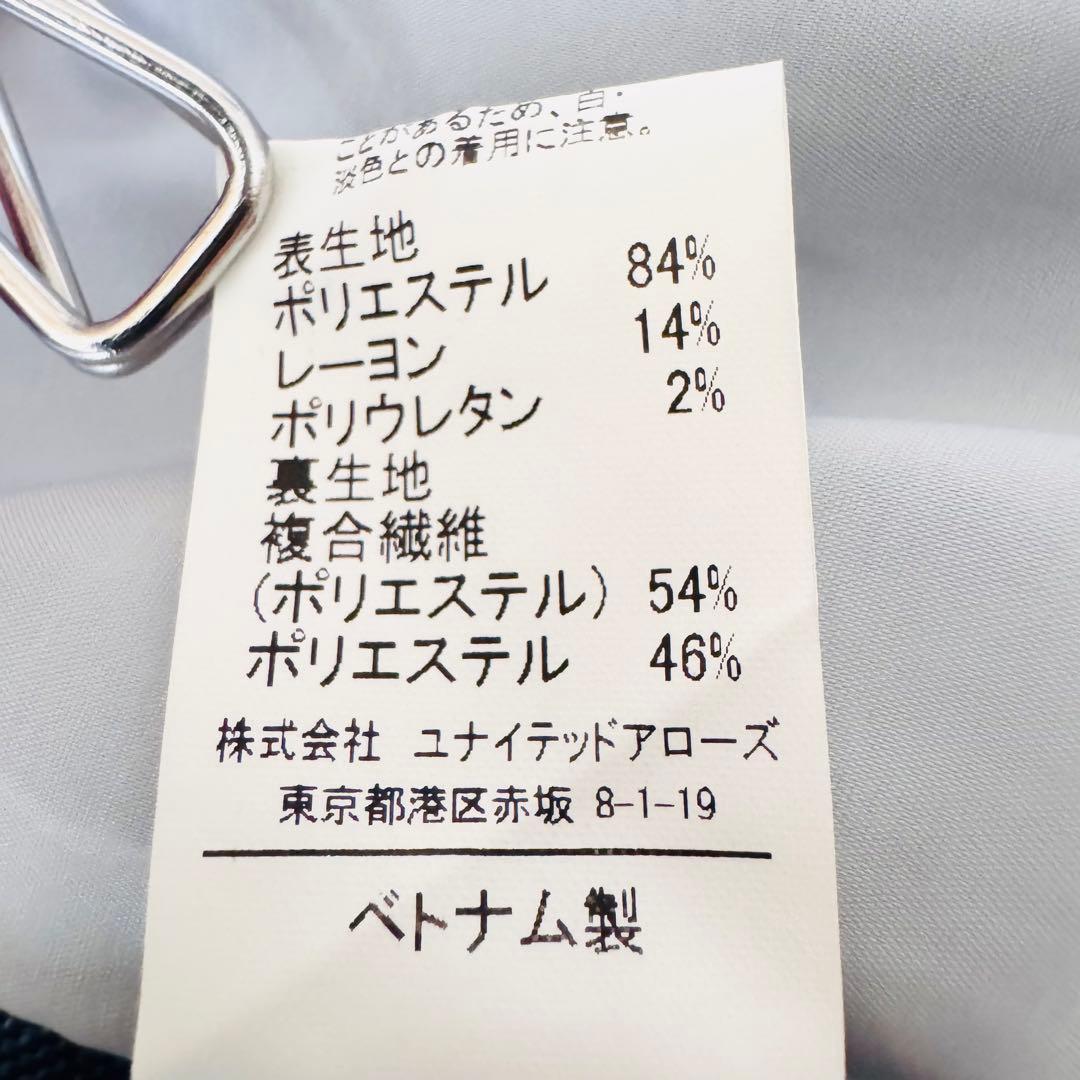 ことがあるため、白・
淡色との着用に注意。
表生地
ポリエステル 84%
レーヨン 14%
ポリウレタン 2%
裏生地
複合繊維
(ポリエステル) 54%
ポリエステル 46%
株式会社 ユナイテッドアローズ
東京都港区赤坂 8-1-19
ベトナム製